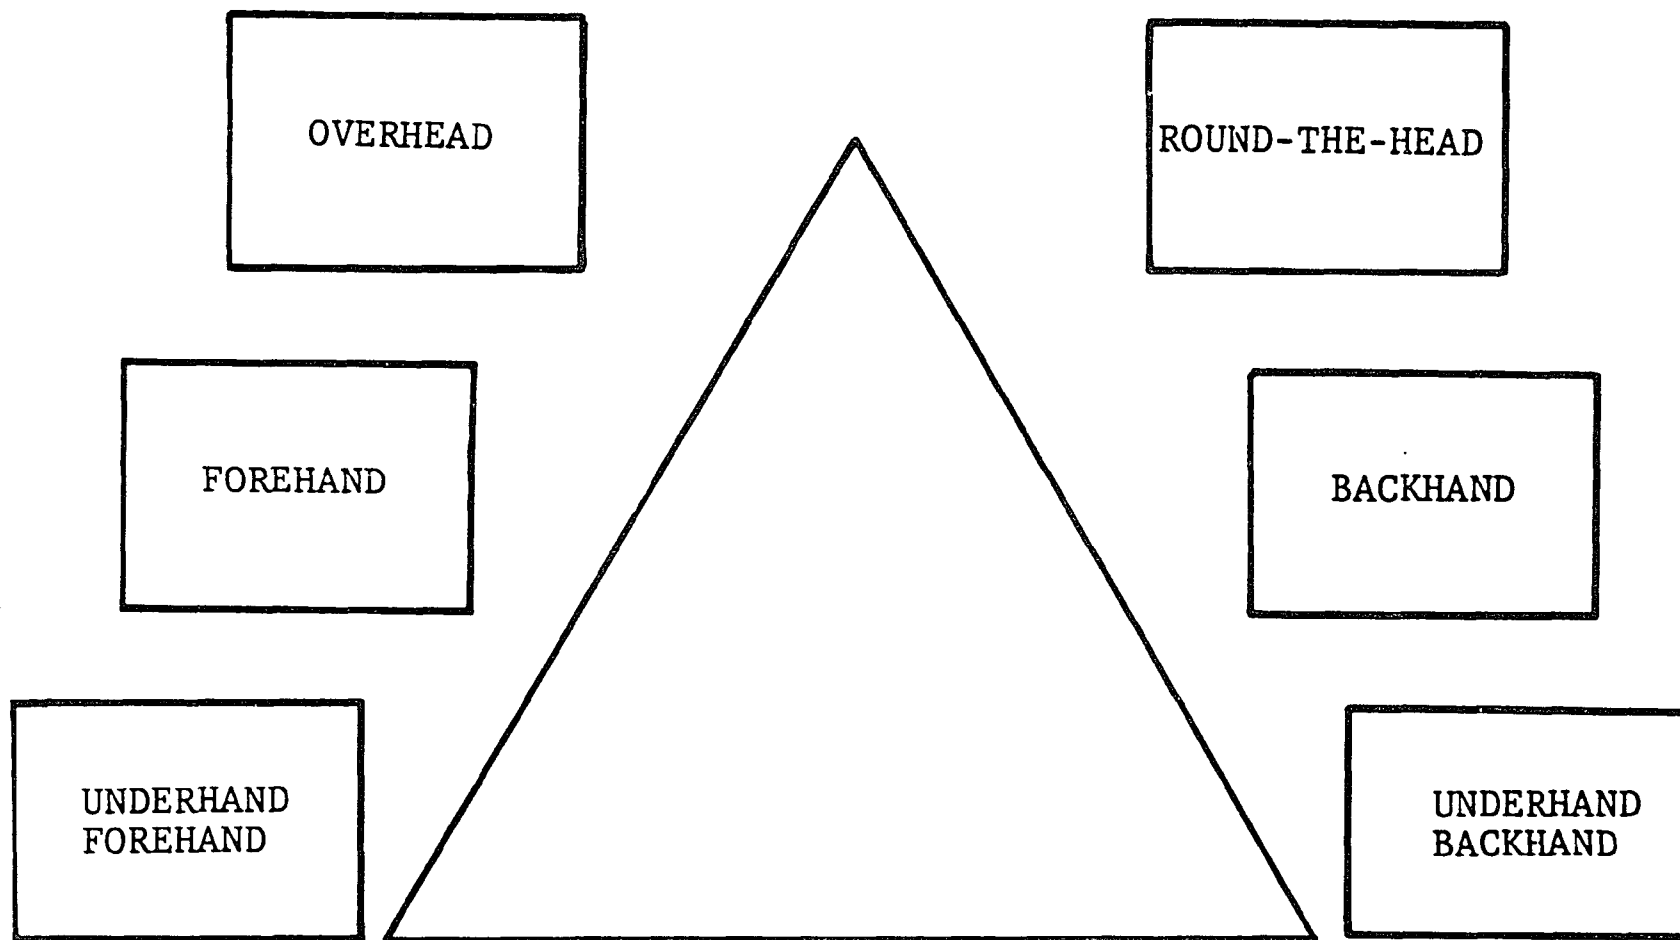 OVERHEAD
ROUND-THE-HEAD
FOREHAND
BACKHAND
UNDERHAND
FOREHAND
UNDERHAND
BACKHAND